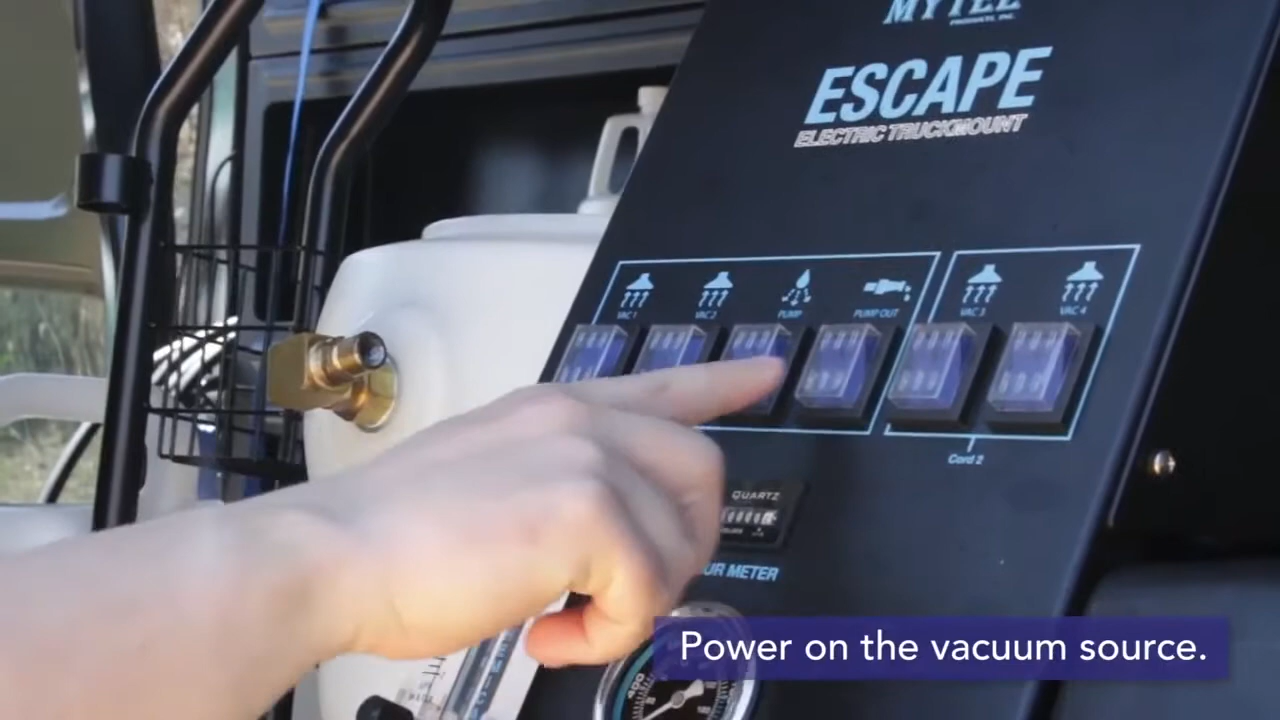 MYTEE
PRODUCTS, INC.
ESCAPE
ELECTRIC TRUCKMOUNT
VAC 1 VAC 2 PUMP PUMP OUT VAC 3 VAC 4
Cord 2
QUARTZ
UR METER
400
Power on the vacuum source.